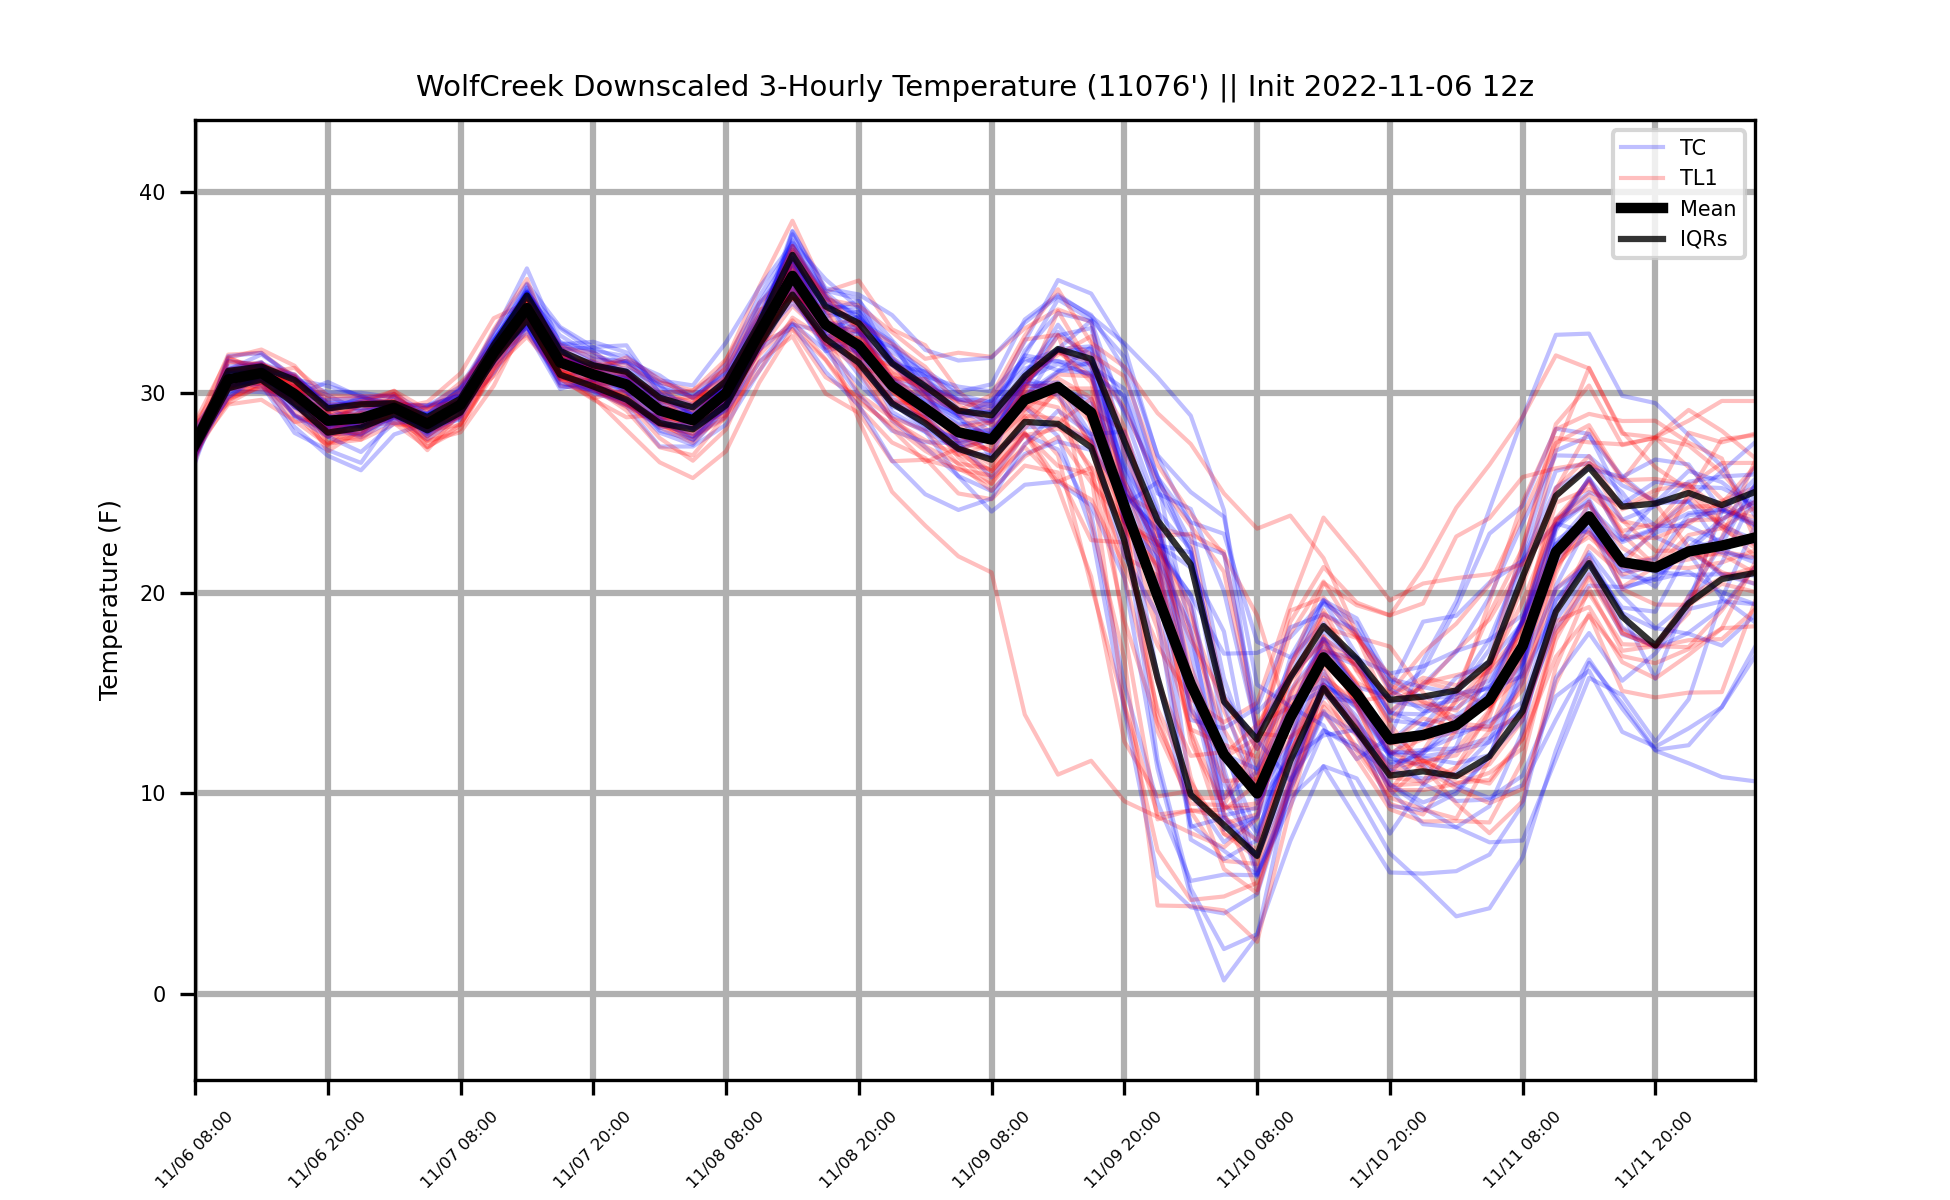 WolfCreek Downscaled 3-Hourly Temperature (11076') || Init 2022-11-06 12z
TC
TL1
Mean
IQRs
Temperature (F)
40
30
20
10
0
11/06 08:00
11/06 20:00
11/07 08:00
11/07 20:00
11/08 08:00
11/08 20:00
11/09 08:00
11/09 20:00
11/10 08:00
11/10 20:00
11/11 08:00
11/11 20:00